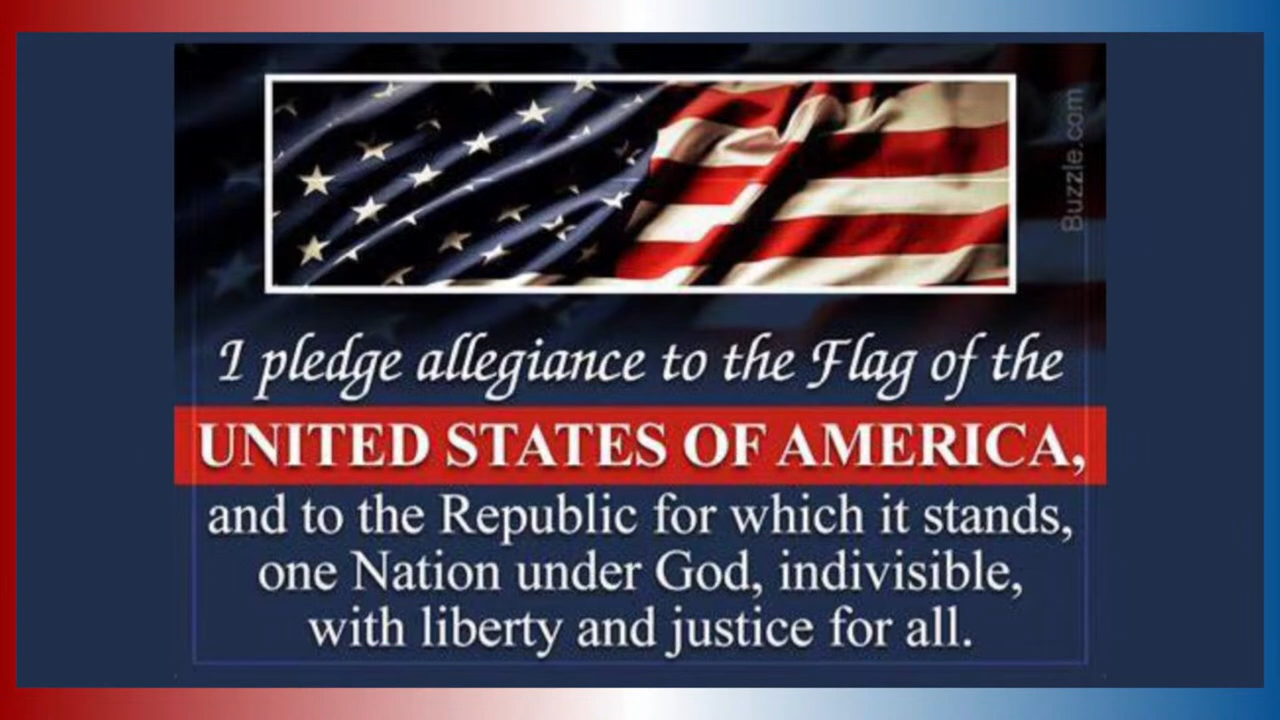 Buzzle.com
I pledge allegiance to the Flag of the
UNITED STATES OF AMERICA,
and to the Republic for which it stands,
one Nation under God, indivisible,
with liberty and justice for all.